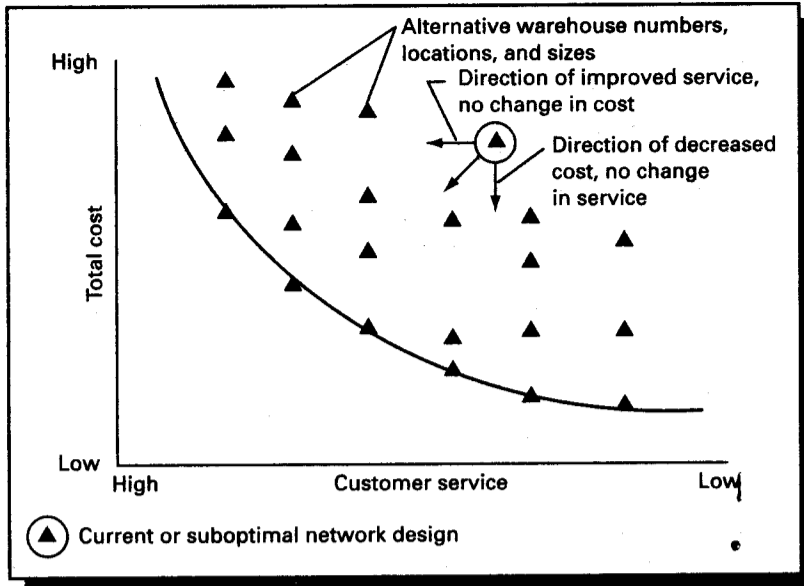 Alternative warehouse numbers,
locations, and sizes
High
Direction of improved service,
no change in cost
Direction of decreased
cost, no change
in service
Total cost
Low
High
Customer service
Low
Current or suboptimal network design